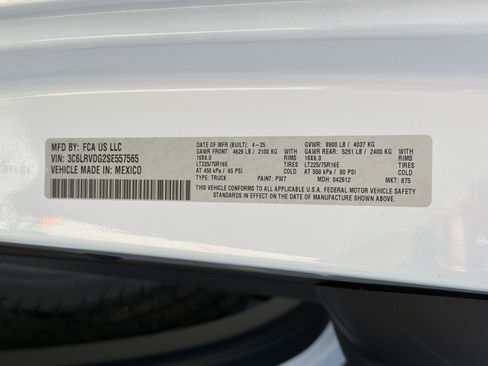 MFD BY: FCA US LLC
VIN: 3C6LRVDG2SE557565
VEHICLE MADE IN: MEXICO
DATE OF MFR (BUILT): 4-25 GVWR: 8900 LB / 4037 KG
GAWR FRONT: 4629 LB / 2100 KG WITH GAWR REAR: 5291 LB / 2400 KG WITH
16X6.0 RIMS 16X6.0 RIMS
LT225/75R16E TIRES LT225/75R16E TIRES
AT 450 kPa / 65 PSI COLD AT 550 kPa / 80 PSI COLD
TYPE: TRUCK PAINT: PW7 MDH: 042612 MKT: 875
THIS VEHICLE CONFORMS TO ALL APPLICABLE U.S.A. FEDERAL MOTOR VEHICLE SAFETY
STANDARDS IN EFFECT ON THE DATE OF MANUFACTURE SHOWN ABOVE.